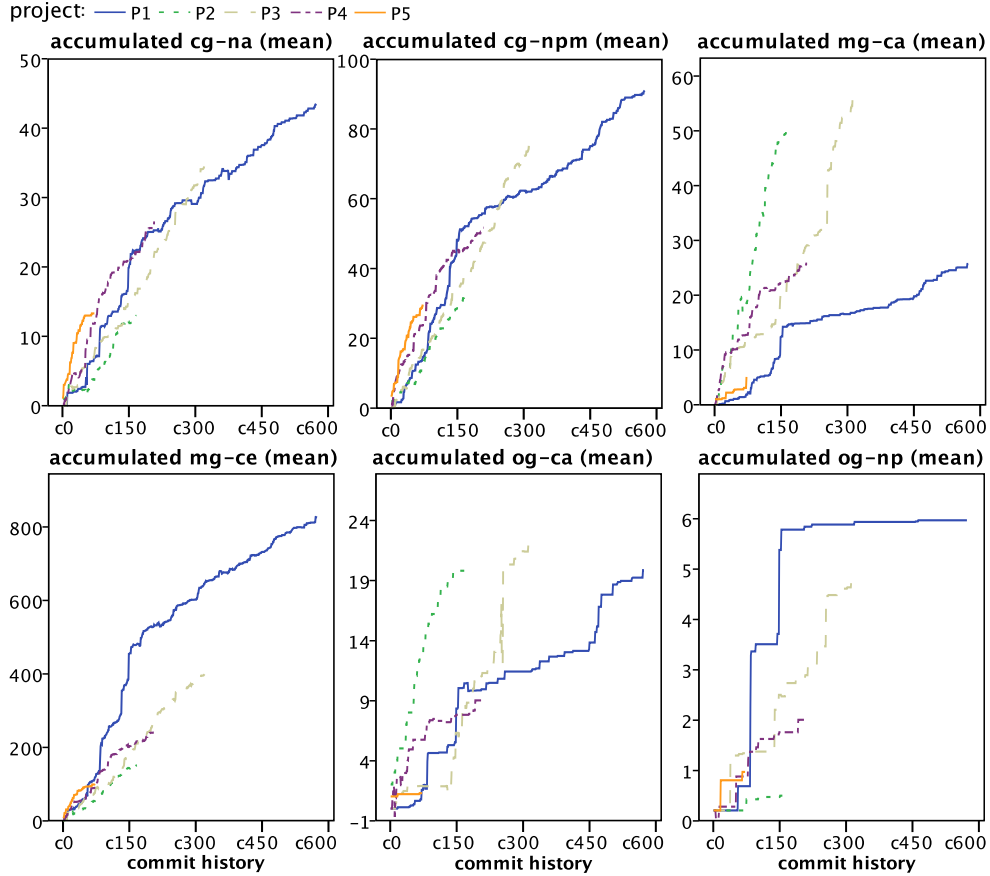 project: P1 P2 P3 P4 P5
accumulated cg-na (mean) accumulated cg-npm (mean) accumulated mg-ca (mean)
50 100 60
40 80 50
30 60 40
20 40 30
10 20 20
0 0 10
0
c0 c150 c300 c450 c600 c0 c150 c300 c450 c600 c0 c150 c300 c450 c600
accumulated mg-ce (mean) accumulated og-ca (mean) accumulated og-np (mean)
800 24 6
600 19 5
400 14 4
200 9 3
0 4 2
-1 1
0
c0 c150 c300 c450 c600 c0 c150 c300 c450 c600 c0 c150 c300 c450 c600
commit history commit history commit history